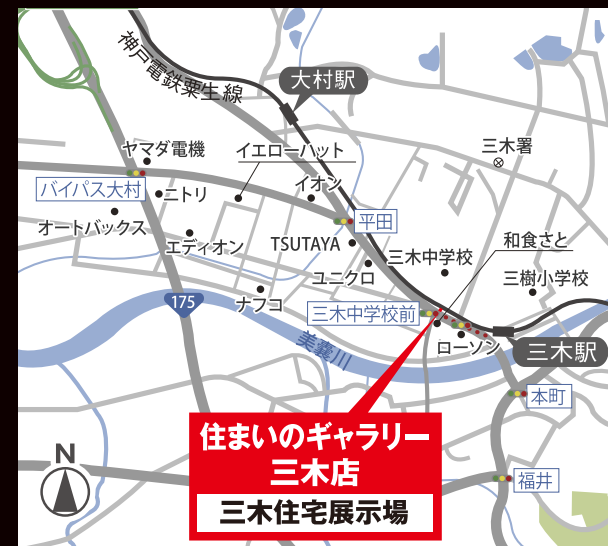 神戸電鉄粟生線
大村駅
ヤマダ電機
イエローハット
三木署
バイパス大村
ニトリ
イオン
オートバックス
平田
エディオン
TSUTAYA
三木中学校
和食さと
ユニクロ
三樹小学校
175
ナフコ
三木中学校前
美嚢川
ローソン
三木駅
本町
住まいのギャラリー
三木店
三木住宅展示場
福井
N